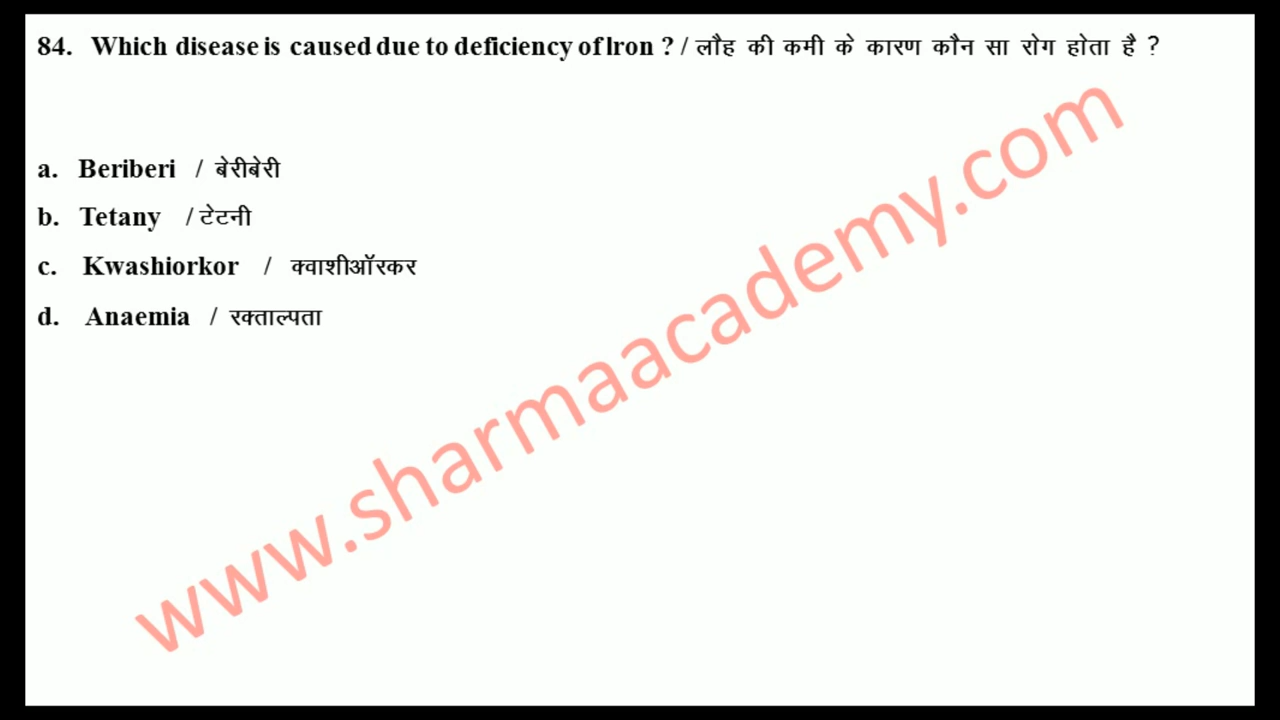 84. Which disease is caused due to deficiency of Iron ? / लौह की कमी के कारण कौन सा रोग होता है ?
a. Beriberi / बेरीबेरी
b. Tetany / टेटनी
c. Kwashiorkor / क्वाशीऑरकर
d. Anaemia / रक्ताल्पता
www.sharmaacademy.com